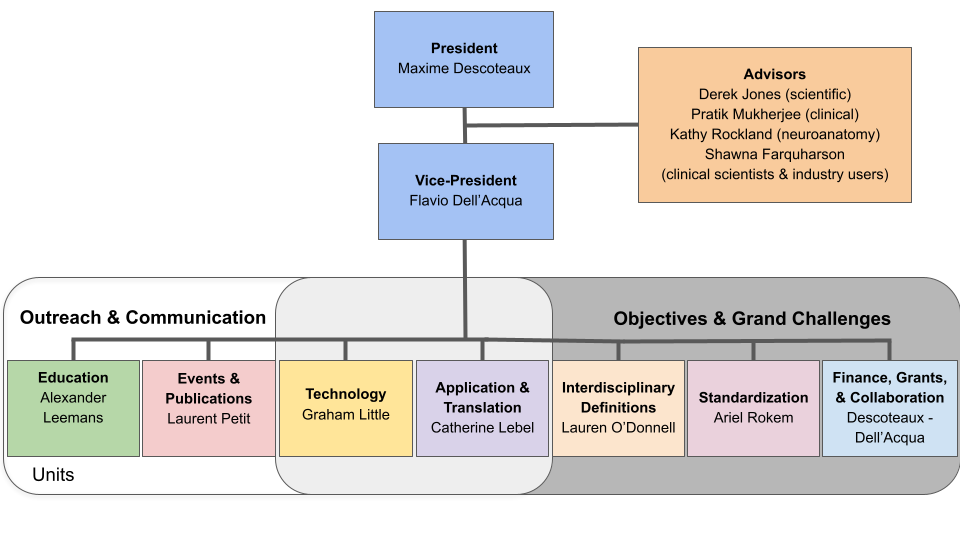 President
Maxime Descoteaux
Advisors
Derek Jones (scientific)
Pratik Mukherjee (clinical)
Kathy Rockland (neuroanatomy)
Shawna Farquharson
(clinical scientists & industry users)
Vice-President
Flavio Dell’Acqua
Outreach & Communication
Objectives & Grand Challenges
Education
Alexander
Leemans
Events &
Publications
Laurent Petit
Technology
Graham Little
Application &
Translation
Catherine Lebel
Interdisciplinary
Definitions
Lauren O’Donnell
Standardization
Ariel Rokem
Finance, Grants,
& Collaboration
Descoteaux -
Dell’Acqua
Units